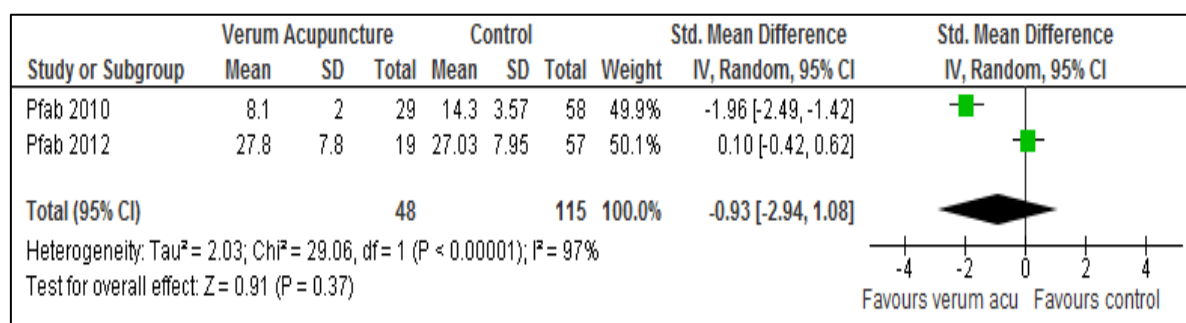 Verum Acupuncture Control Std. Mean Difference Std. Mean Difference
Study or Subgroup Mean SD Total Mean SD Total Weight IV, Random, 95% CI IV, Random, 95% CI
Pfab 2010 8.1 2 29 14.3 3.57 58 49.9% -1.96 [-2.49, -1.42]
Pfab 2012 27.8 7.8 19 27.03 7.95 57 50.1% 0.10 [-0.42, 0.62]
Total (95% CI) 48 115 100.0% -0.93 [-2.94, 1.08]
Heterogeneity: Tau² = 2.03; Chi² = 29.06, df = 1 (P < 0.00001); I² = 97%
Test for overall effect: Z = 0.91 (P = 0.37)
-4 -2 0 2 4
Favours verum acu Favours control